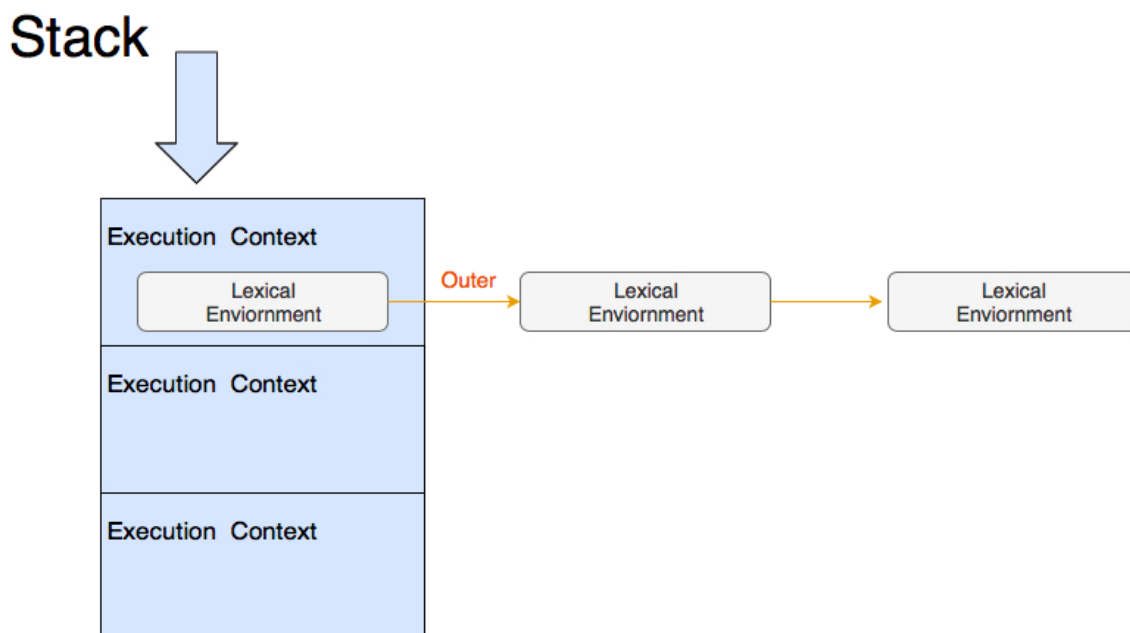 Stack
Execution Context
Lexical
Enviornment
Outer
Lexical
Enviornment
Lexical
Enviornment
Execution Context
Execution Context